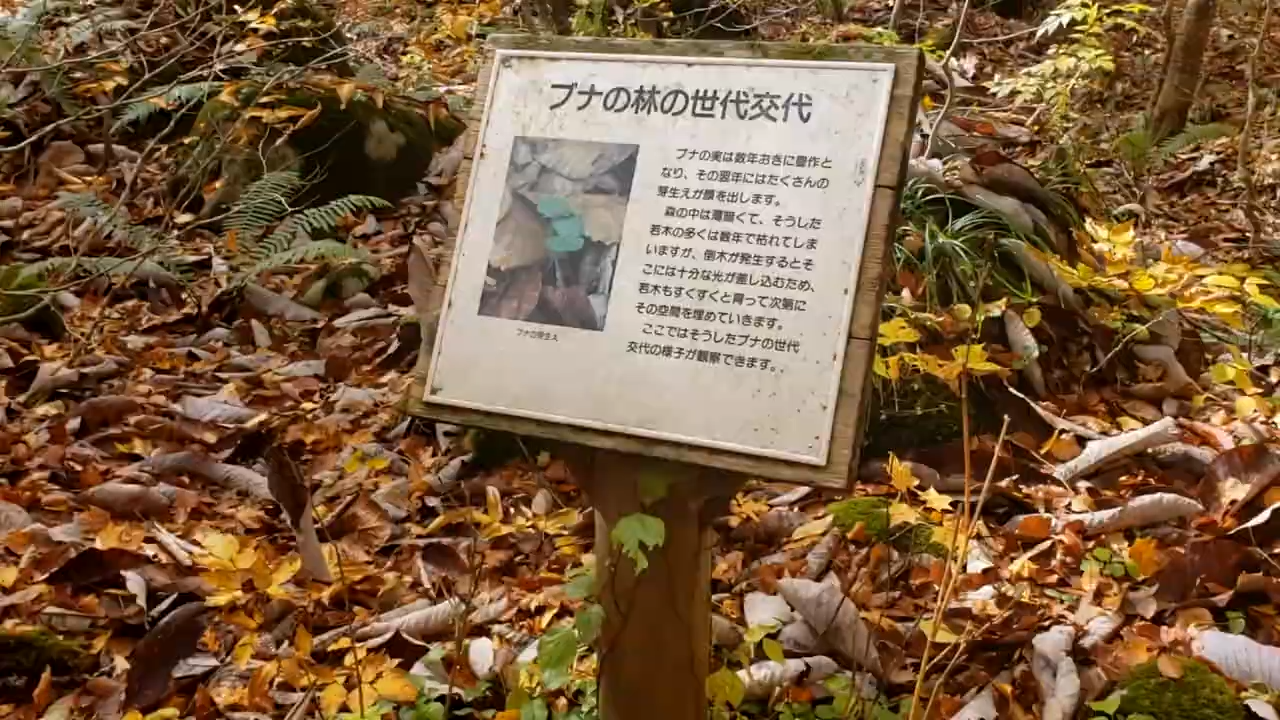 ブナの林の世代交代
ブナの実は数年おきに豊作と
なり、その翌年にはたくさんの
芽生えが顔を出します。
森の中は薄暗くて、そうした
若木の多くは数年で枯れてしま
いますが、倒木が発生するとそ
こには十分な光が差し込むため、
若木もすくすくと育って次第に
その空間を埋めていきます。
ここではそうしたブナの世代
交代の様子が観察できます。
ブナの芽生え